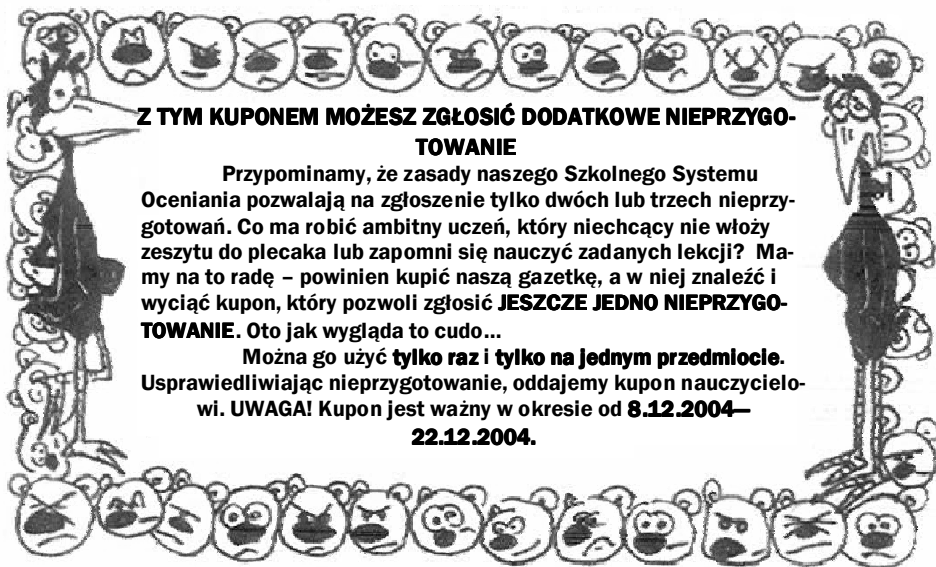 Z TYM KUPONEM MOŻESZ ZGŁOSIĆ DODATKOWE NIEPRZYGO-
TOWANIE
Przypominamy, że zasady naszego Szkolnego Systemu
Oceniania pozwalają na zgłoszenie tylko dwóch lub trzech nieprzy-
gotowań. Co ma robić ambitny uczeń, który niechcący nie włoży
zeszytu do plecaka lub zapomni się nauczyć zadanych lekcji? Ma-
my na to radę – powinien kupić naszą gazetkę, a w niej znaleźć i
wyciąć kupon, który pozwoli zgłosić JESZCZE JEDNO NIEPRZYGO-
TOWANIE. Oto jak wygląda to cudo...
Można go użyć tylko raz i tylko na jednym przedmiocie.
Usprawiedliwiając nieprzygotowanie, oddajemy kupon nauczycielo-
wi. UWAGA! Kupon jest ważny w okresie od 8.12.2004—
22.12.2004.